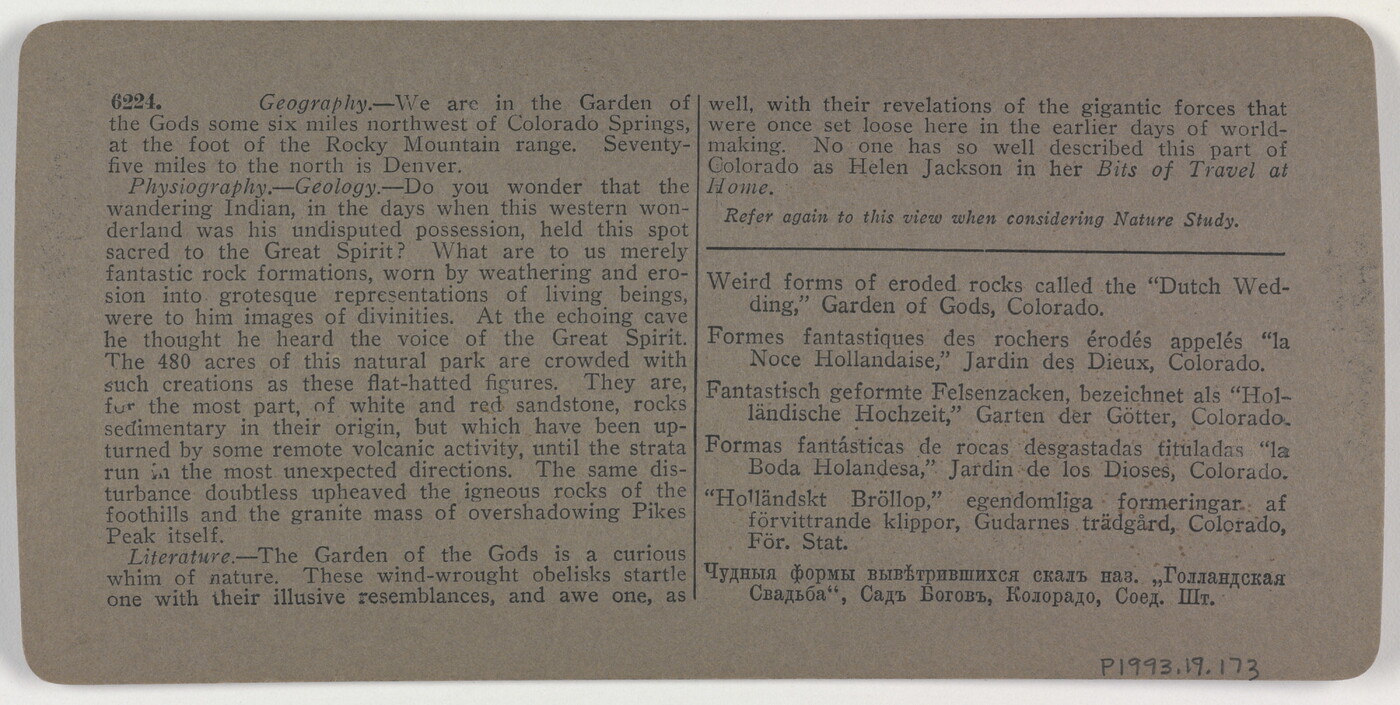 6224. Geography.—We are in the Garden of
the Gods some six miles northwest of Colorado Springs,
at the foot of the Rocky Mountain range. Seventy-
five miles to the north is Denver.
Physiography.—Geology.—Do you wonder that the
wandering Indian, in the days when this western won-
derland was his undisputed possession, held this spot
sacred to the Great Spirit? What are to us merely
fantastic rock formations, worn by weathering and ero-
sion into grotesque representations of living beings,
were to him images of divinities. At the echoing cave
he thought he heard the voice of the Great Spirit.
The 480 acres of this natural park are crowded with
such creations as these flat-hatted figures. They are,
for the most part, of white and red sandstone, rocks
sedimentary in their origin, but which have been up-
turned by some remote volcanic activity, until the strata
run in the most unexpected directions. The same dis-
turbance doubtless upheaved the igneous rocks of the
foothills and the granite mass of overshadowing Pikes
Peak itself.
Literature.—The Garden of the Gods is a curious
whim of nature. These wind-wrought obelisks startle
one with their illusive resemblances, and awe one, as
well, with their revelations of the gigantic forces that
were once set loose here in the earlier days of world-
making. No one has so well described this part of
Colorado as Helen Jackson in her Bits of Travel at
Home.
Refer again to this view when considering Nature Study.
Weird forms of eroded rocks called the “Dutch Wed-
ding,” Garden of Gods, Colorado.
Formes fantastiques des rochers érodés appelés “la
Noce Hollandaise,” Jardin des Dieux, Colorado.
Fantastisch geformte Felsenzacken, bezeichnet als “Hol-
ländische Hochzeit,” Garten der Götter, Colorado.
Formas fantásticas de rocas desgastadas tituladas “la
Boda Holandesa,” Jardin de los Dioses, Colorado.
“Holländskt Bröllop,” egendomliga formeringar af
förvittrande klippor, Gudarnes trädgård, Colorado,
För. Stat.
Чудныя формы вывѣтрившихся скалъ наз. „Голландская
Свадьба“, Садъ Боговъ, Колорадо, Соед. Шт.
P1993.19.173